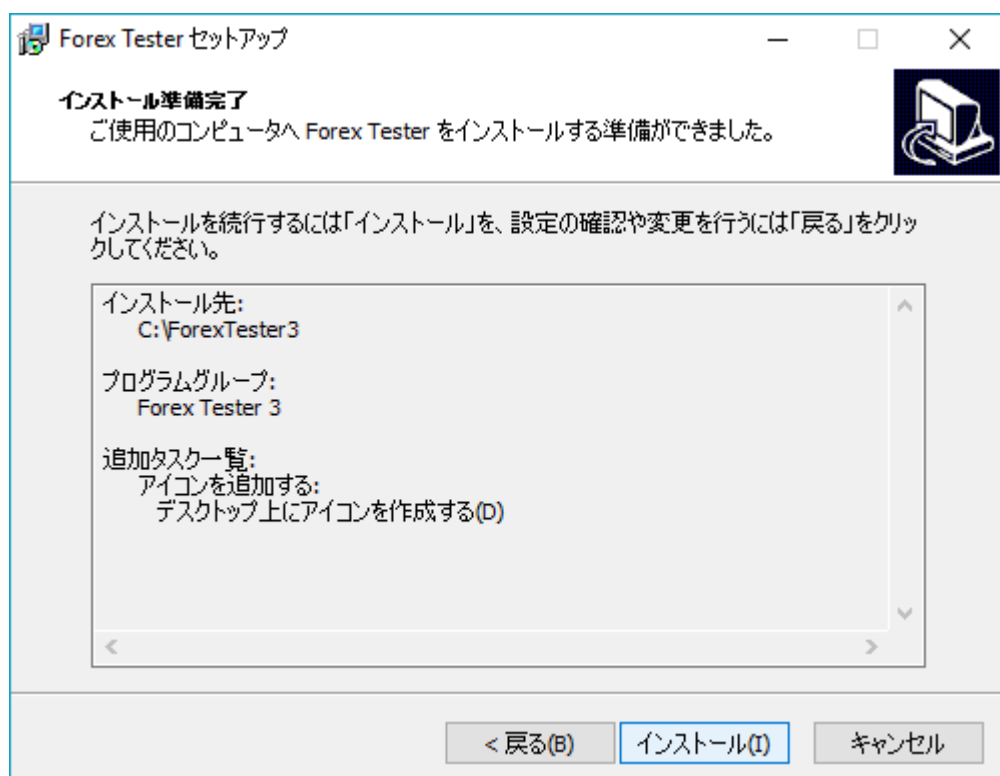 Forex Tester セットアップ
インストール準備完了
ご使用のコンピュータへ Forex Tester をインストールする準備ができました。
インストールを続行するには「インストール」を、設定の確認や変更を行うには「戻る」をクリッ
クしてください。
インストール先:
C:\ForexTester3
プログラムグループ:
Forex Tester 3
追加タスク一覧:
アイコンを追加する:
デスクトップ上にアイコンを作成する(D)
< 戻る(B)
インストール(I)
キャンセル